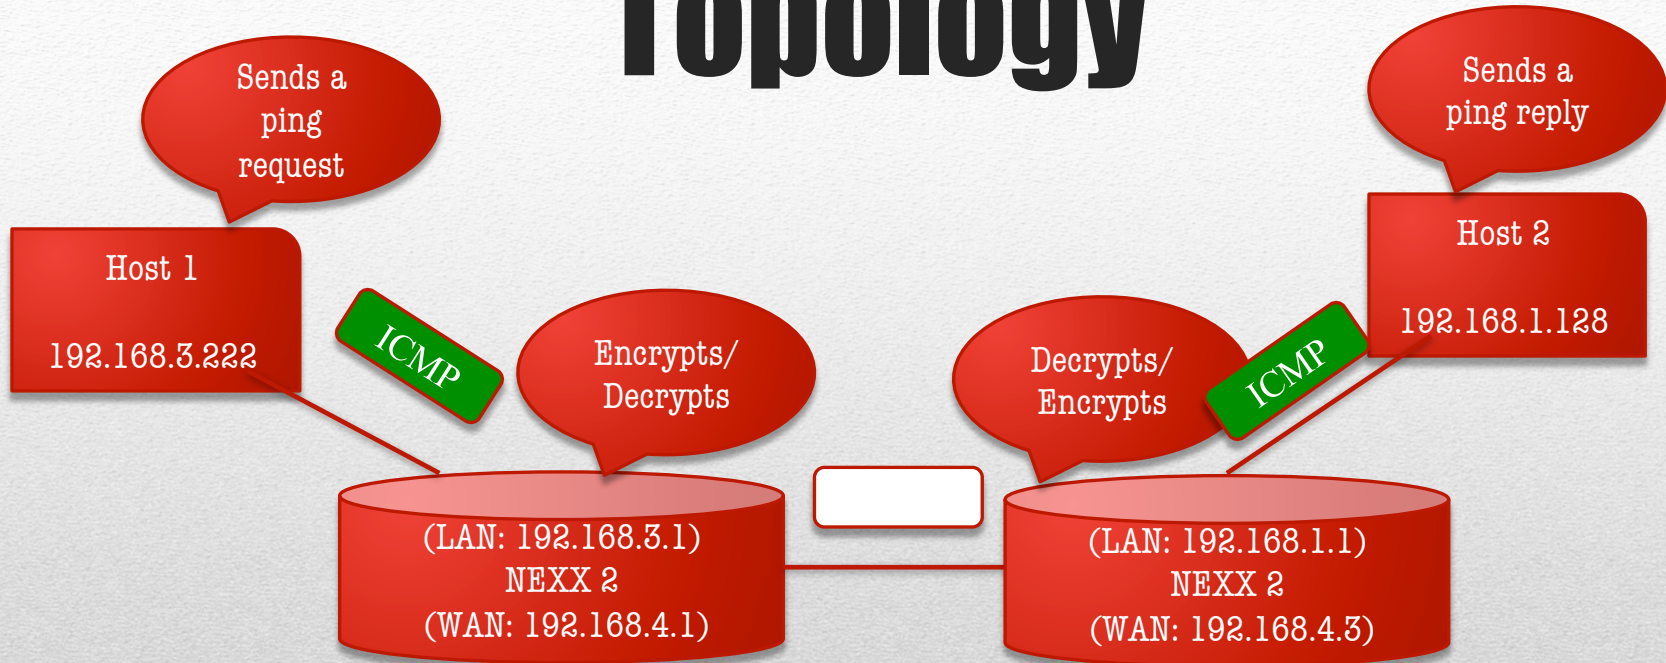 Topology
Sends a
ping
request
Sends a
ping reply
Host 1
192.168.3.222
Host 2
192.168.1.128
ICMP
Encrypts/
Decrypts
Decrypts/
Encrypts
ICMP
(LAN: 192.168.3.1)
NEXX 2
(WAN: 192.168.4.1)
(LAN: 192.168.1.1)
NEXX 2
(WAN: 192.168.4.3)